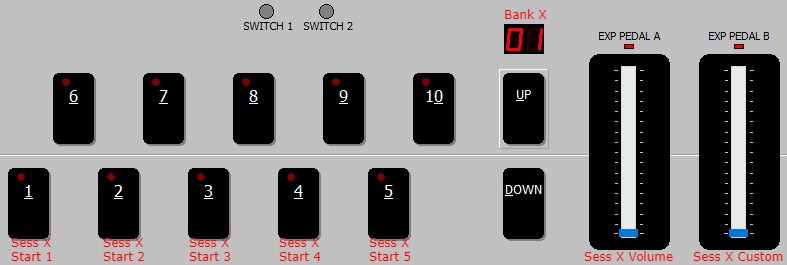 SWITCH 1 SWITCH 2
Bank X
01
EXP PEDAL A
EXP PEDAL B
6 7 8 9 10 UP
1 2 3 4 5 DOWN
Sess X Start 1
Sess X Start 2
Sess X Start 3
Sess X Start 4
Sess X Start 5
Sess X Volume
Sess X Custom